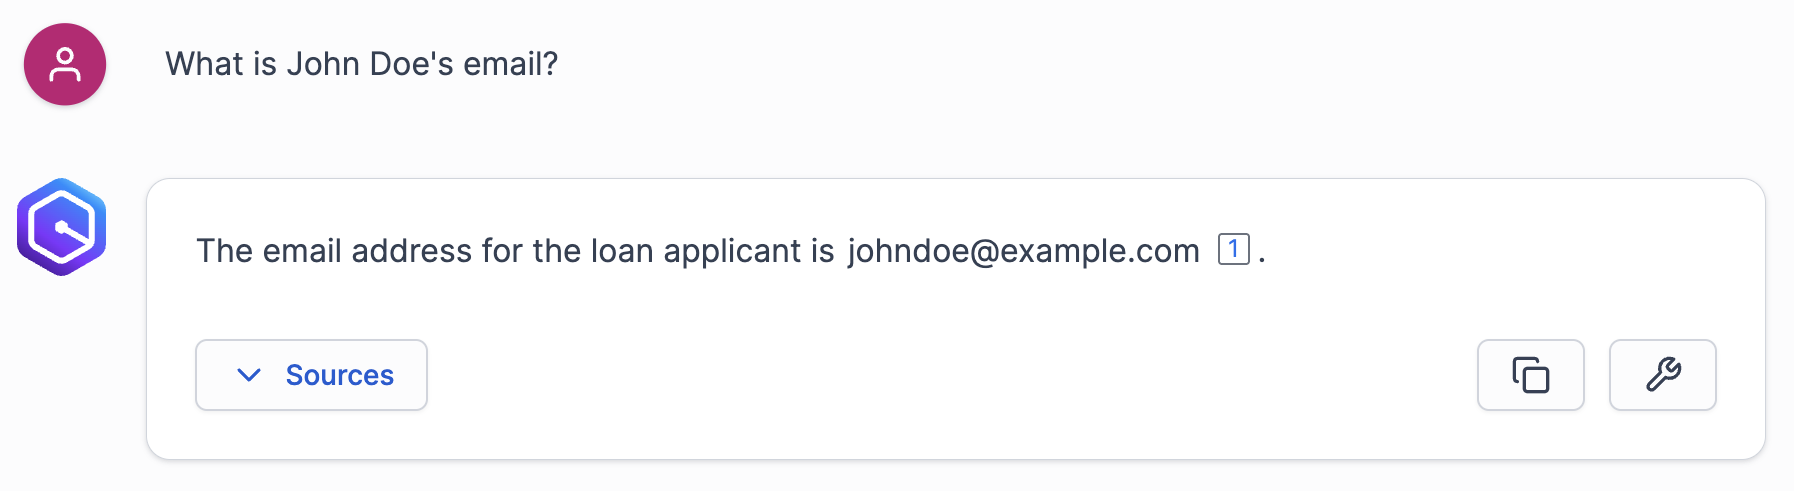 What is John Doe's email?
The email address for the loan applicant is johndoe@example.com 1 .
Sources